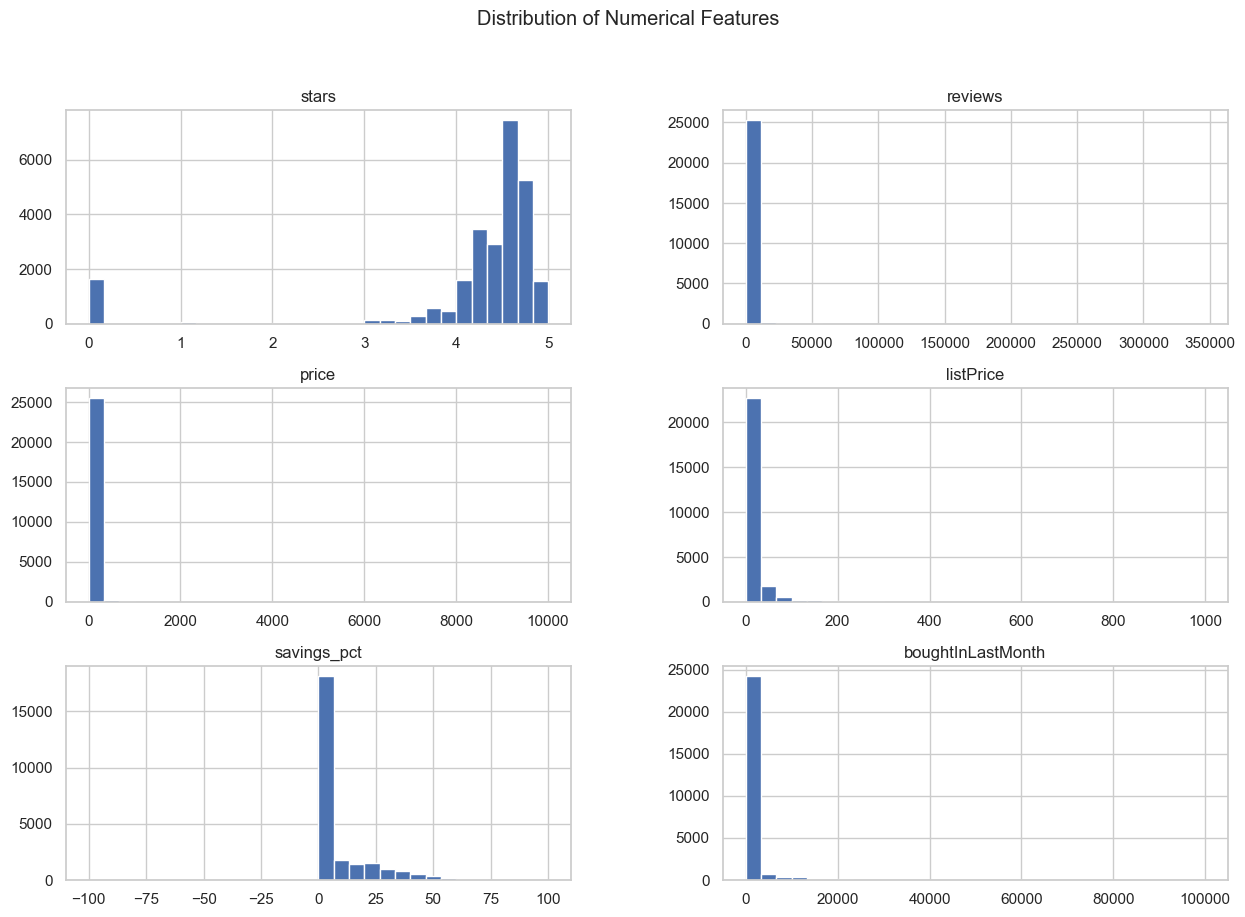 Distribution of Numerical Features
stars
6000
4000
2000
0
0 1 2 3 4 5
reviews
25000
20000
15000
10000
5000
0
0 50000 100000 150000 200000 250000 300000 350000
price
25000
20000
15000
10000
5000
0
0 2000 4000 6000 8000 10000
listPrice
20000
15000
10000
5000
0
0 200 400 600 800 1000
savings_pct
15000
10000
5000
0
−100 −75 −50 −25 0 25 50 75 100
boughtInLastMonth
25000
20000
15000
10000
5000
0
0 20000 40000 60000 80000 100000